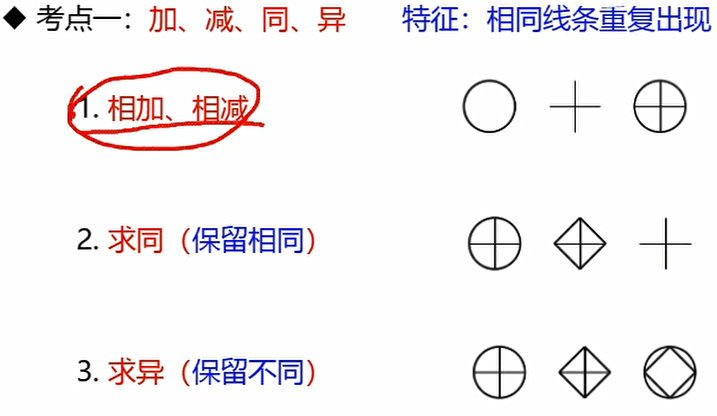 ◆ 考点一：加、减、同、异 特征：相同线条重复出现
1. 相加、相减
2. 求同（保留相同）
3. 求异（保留不同）